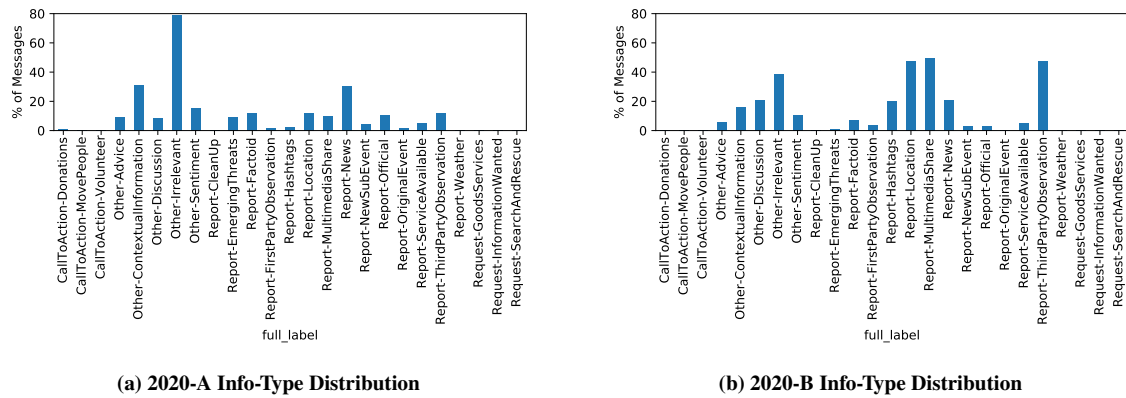 80
60
40
20
0
% of Messages
CallToAction-Donations
CallToAction-MovePeople
CallToAction-Volunteer
Other-Advice
Other-ContextualInformation
Other-Discussion
Other-Irrelevant
Other-Sentiment
Report-CleanUp
Report-EmergingThreats
Report-Factoid
Report-FirstPartyObservation
Report-Hashtags
Report-Location
Report-MultimediaShare
Report-News
Report-NewSubEvent
Report-Official
Report-OriginalEvent
Report-ServiceAvailable
Report-ThirdPartyObservation
Report-Weather
Request-GoodsServices
Request-InformationWanted
Request-SearchAndRescue
full_label
(a) 2020-A Info-Type Distribution
80
60
40
20
0
% of Messages
CallToAction-Donations
CallToAction-MovePeople
CallToAction-Volunteer
Other-Advice
Other-ContextualInformation
Other-Discussion
Other-Irrelevant
Other-Sentiment
Report-CleanUp
Report-EmergingThreats
Report-Factoid
Report-FirstPartyObservation
Report-Hashtags
Report-Location
Report-MultimediaShare
Report-News
Report-NewSubEvent
Report-Official
Report-OriginalEvent
Report-ServiceAvailable
Report-ThirdPartyObservation
Report-Weather
Request-GoodsServices
Request-InformationWanted
Request-SearchAndRescue
full_label
(b) 2020-B Info-Type Distribution